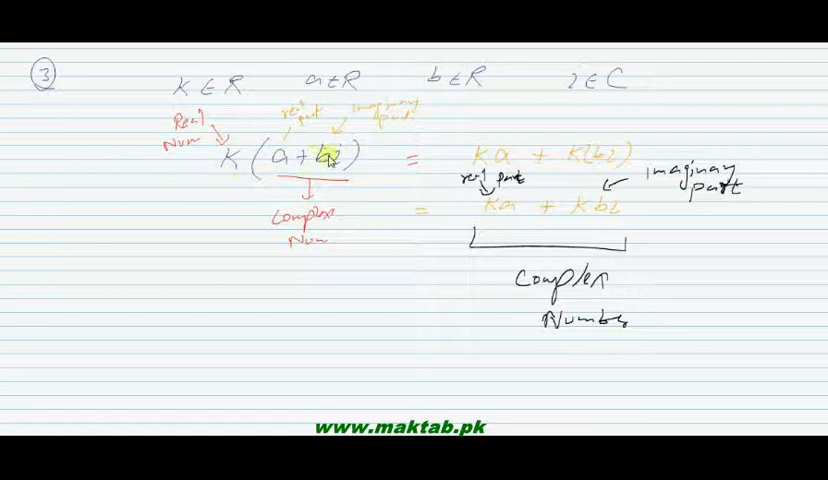 3
K ∈ R a ∈ R b ∈ R i ∈ C
Real Num
real part
imaginary part
K ( a + bi ) = Ka + K(bi)
real part
imaginary part
= Ka + Kbi
Complex Num
Complex
Number
www.maktab.pk